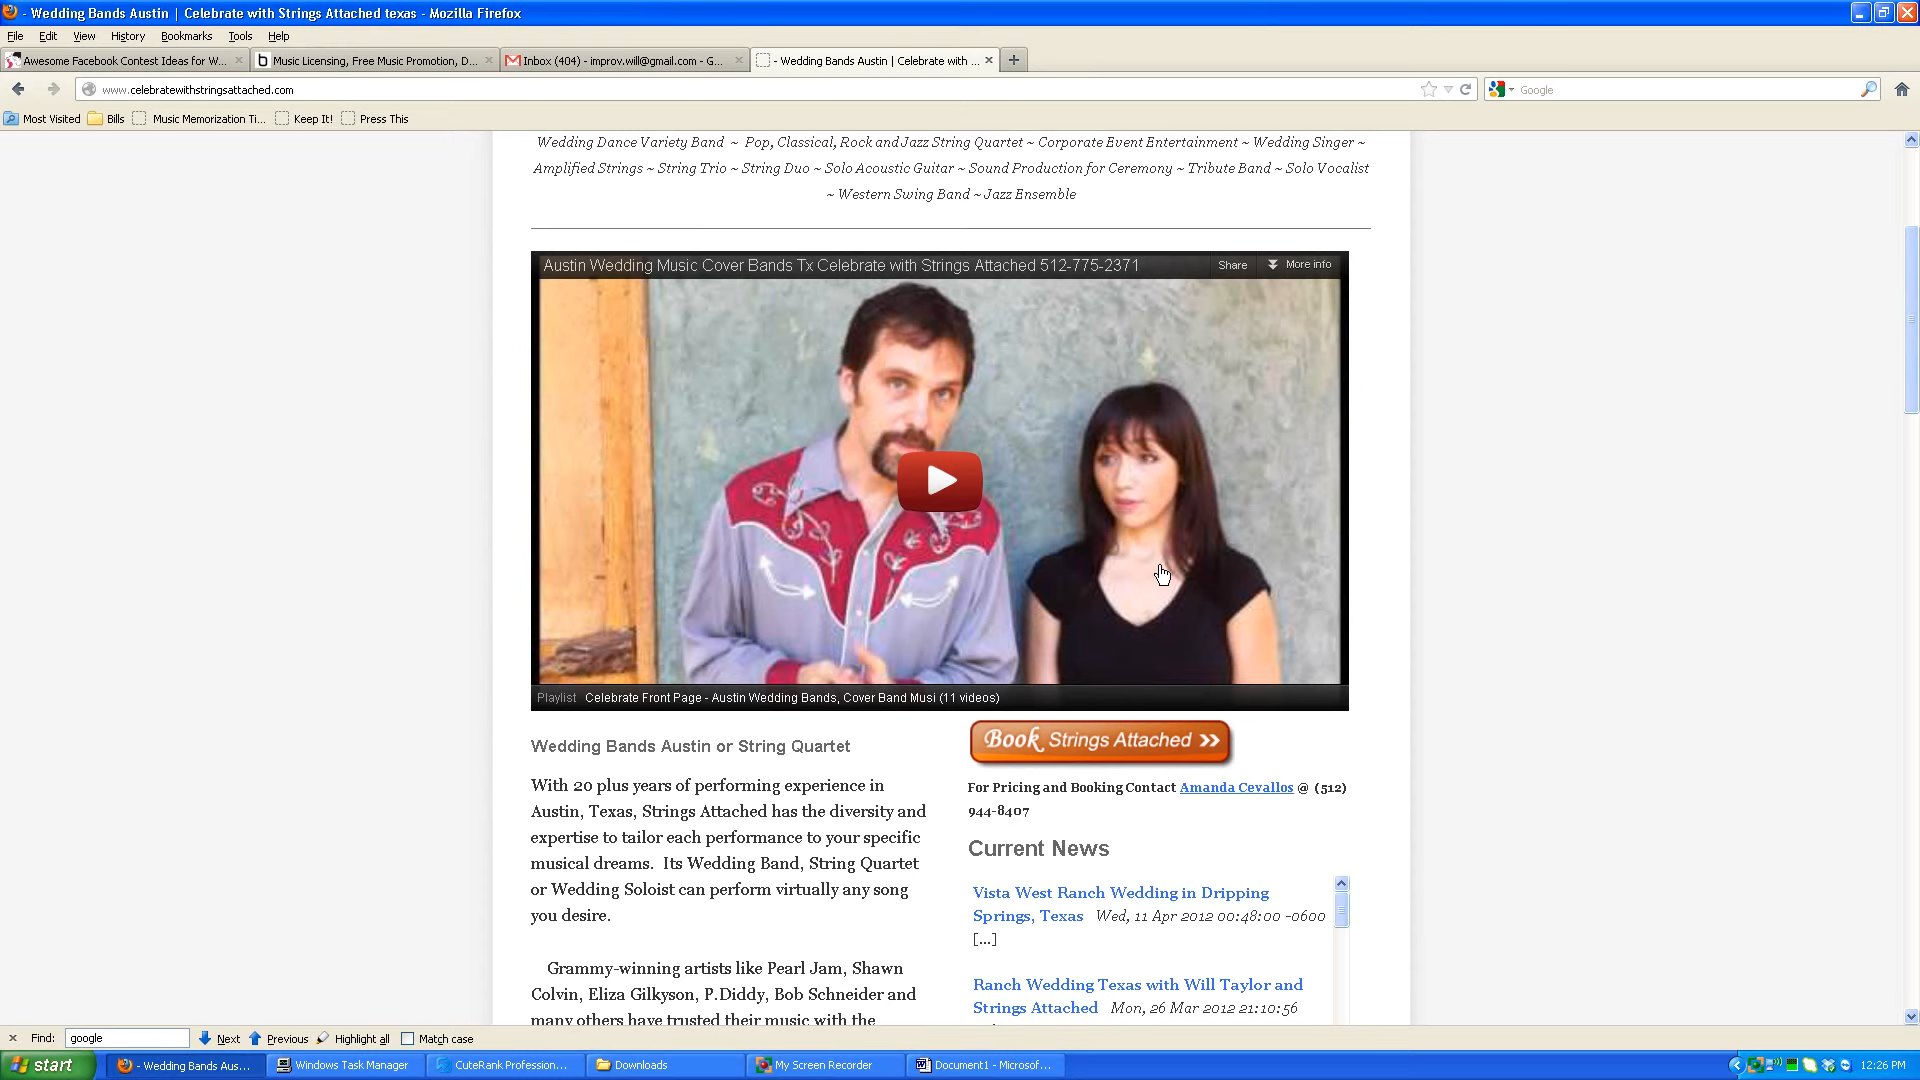 - Wedding Bands Austin | Celebrate with Strings Attached texas - Mozilla Firefox
File Edit View History Bookmarks Tools Help
Awesome Facebook Contest Ideas for W...
Music Licensing, Free Music Promotion, D...
Inbox (404) - improv.will@gmail.com - G...
- Wedding Bands Austin | Celebrate with ...
www.celebratewithstringsattached.com
Google
Most Visited Bills Music Memorization Ti... Keep It! Press This
Wedding Dance Variety Band ~ Pop, Classical, Rock and Jazz String Quartet ~ Corporate Event Entertainment ~ Wedding Singer ~
Amplified Strings ~ String Trio ~ String Duo ~ Solo Acoustic Guitar ~ Sound Production for Ceremony ~ Tribute Band ~ Solo Vocalist
~ Western Swing Band ~ Jazz Ensemble
Austin Wedding Music Cover Bands Tx Celebrate with Strings Attached 512-775-2371
Share More info
Playlist Celebrate Front Page - Austin Wedding Bands, Cover Band Musi (11 videos)
Wedding Bands Austin or String Quartet
With 20 plus years of performing experience in
Austin, Texas, Strings Attached has the diversity and
expertise to tailor each performance to your specific
musical dreams. Its Wedding Band, String Quartet
or Wedding Soloist can perform virtually any song
you desire.
Grammy-winning artists like Pearl Jam, Shawn
Colvin, Eliza Gilkyson, P.Diddy, Bob Schneider and
many others have trusted their music with the
Book Strings Attached >>
For Pricing and Booking Contact Amanda Cevallos @ (512)
944-8407
Current News
Vista West Ranch Wedding in Dripping
Springs, Texas Wed, 11 Apr 2012 00:48:00 -0600
[...]
Ranch Wedding Texas with Will Taylor and
Strings Attached Mon, 26 Mar 2012 21:10:56
Find: google Next Previous Highlight all Match case
start
- Wedding Bands Aus...
Windows Task Manager
CuteRank Profession...
Downloads
My Screen Recorder
Document1 - Microsof...
12:26 PM